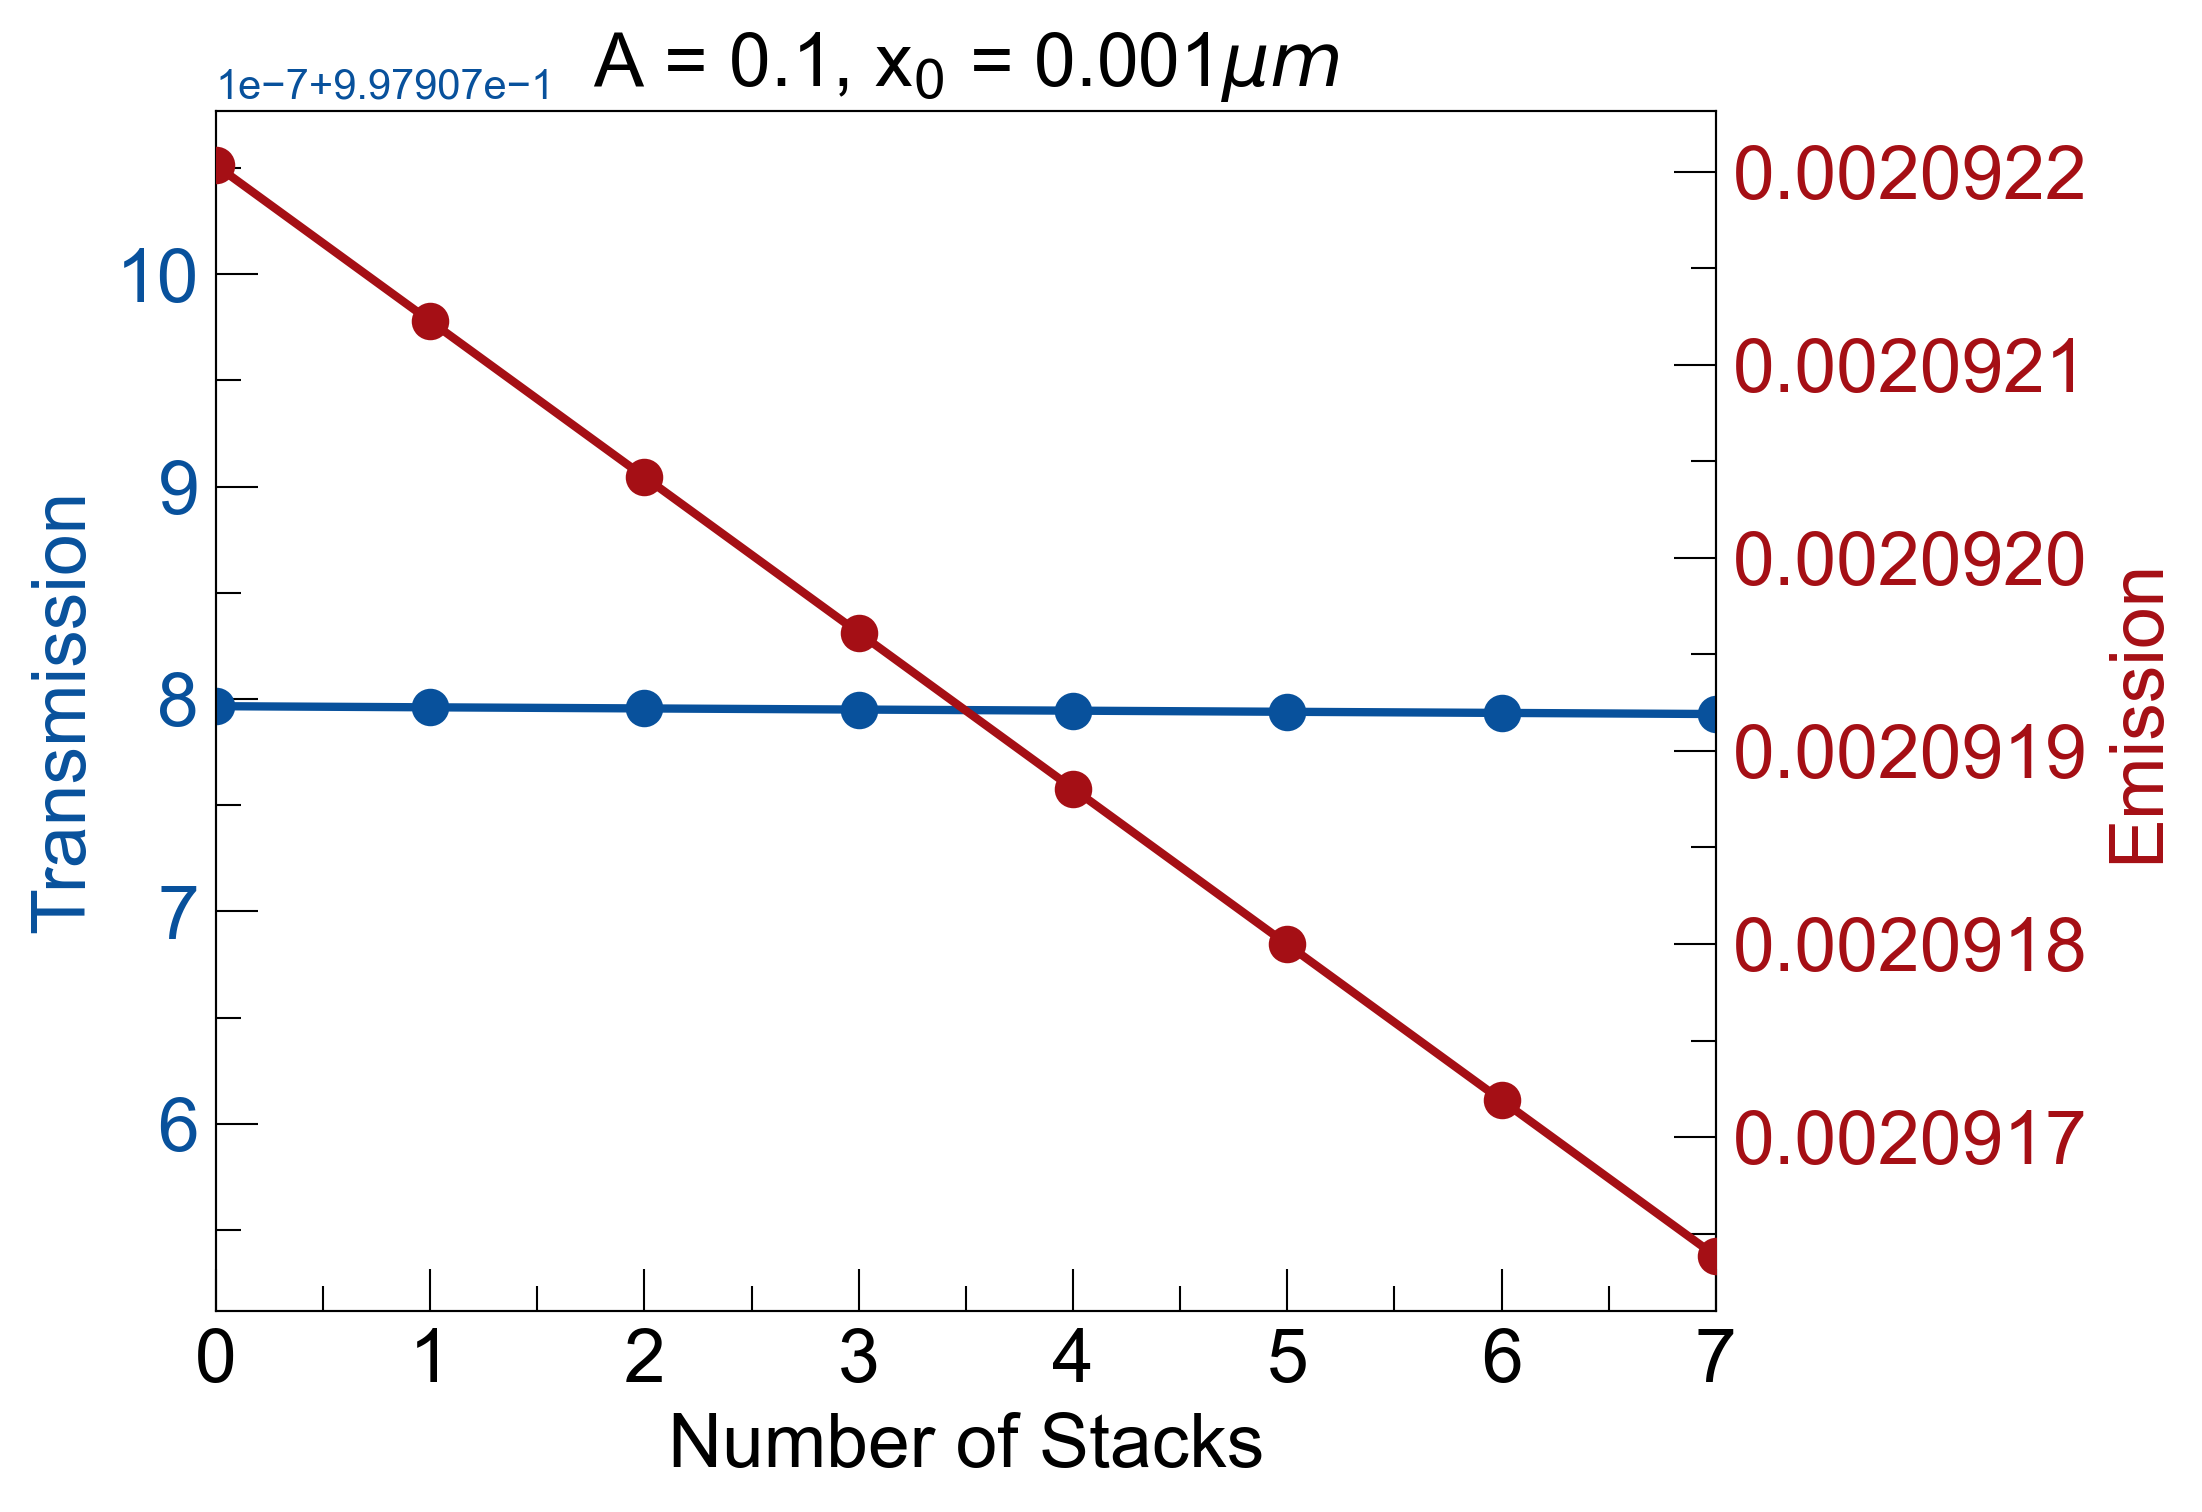 A = 0.1, x₀ = 0.001μm
1e−7+9.97907e−1
10
9
8
7
6
Transmission
0.0020922
0.0020921
0.0020920
0.0020919
0.0020918
0.0020917
Emission
0 1 2 3 4 5 6 7
Number of Stacks